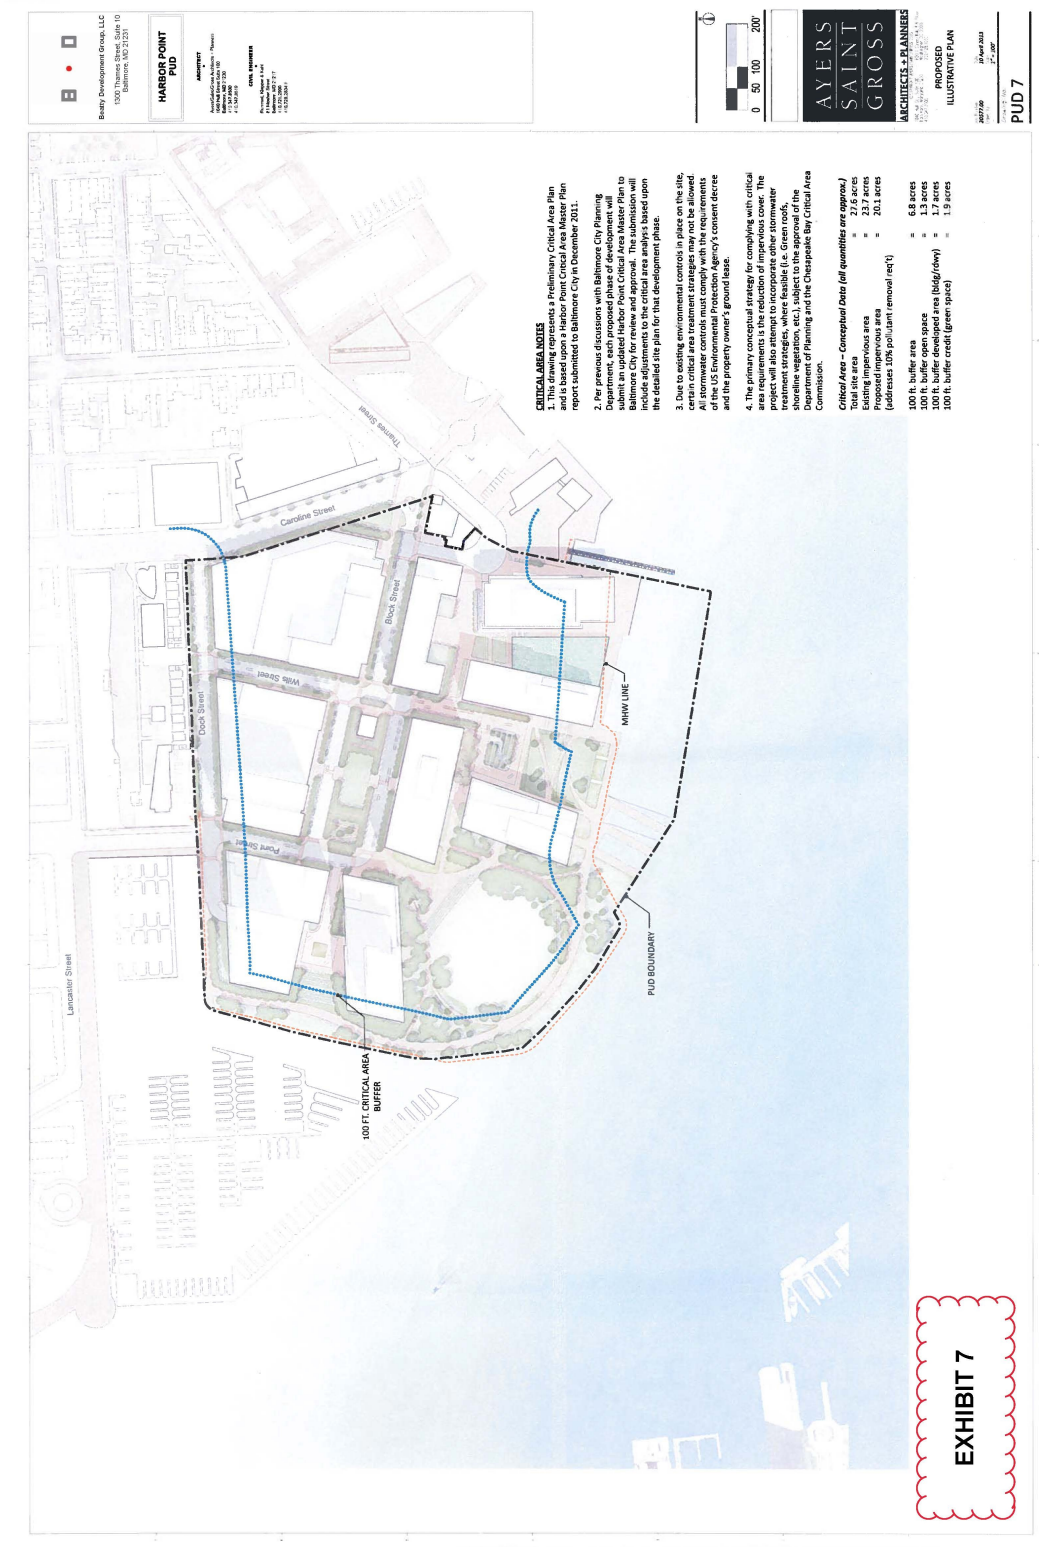 Beatty Development Group, LLC
1300 Thames Street, Suite 10
Baltimore, MD 21231
HARBOR POINT
PUD
ARCHITECT
CIVIL ENGINEER
0 50 100 200'
AYERS
SAINT
GROSS
ARCHITECTS + PLANNERS
PROPOSED
ILLUSTRATIVE PLAN
10 April 2013
20577.00
1" = 100'
PUD 7
CRITICAL AREA NOTES
1. This drawing represents a Preliminary Critical Area Plan
and is based upon a Harbor Point Critical Area Master Plan
report submitted to Baltimore City in December 2011.
2. Per previous discussions with Baltimore City Planning
Department, each proposed phase of development will
submit an updated Harbor Point Critical Area Master Plan to
Baltimore City for review and approval. The submission will
include adjustments to the critical area analysis based upon
the detailed site plan for that development phase.
3. Due to existing environmental controls in place on the site,
certain critical area treatment strategies may not be allowed.
All stormwater controls must comply with the requirements
of the US Environmental Protection Agency's consent decree
and the property owner's ground lease.
4. The primary conceptual strategy for complying with critical
area requirements is the reduction of impervious cover. The
project will also attempt to incorporate other stormwater
treatment strategies, where feasible (i.e. Green roofs,
shoreline vegetation, etc.), subject to the approval of the
Department of Planning and the Chesapeake Bay Critical Area
Commission.
Critical Area – Conceptual Data (all quantities are approx.)
Total site area = 27.6 acres
Existing impervious area = 23.7 acres
Proposed impervious area = 20.1 acres
(addresses 10% pollutant removal req't)
100 ft. buffer area = 6.8 acres
100 ft. buffer open space = 1.3 acres
100 ft. buffer developed area (bldg/rdwy) = 1.7 acres
100 ft. buffer credit (green space) = 1.9 acres
Lancaster Street
Dock Street
Point Street
Wills Street
Block Street
Caroline Street
Thames Street
MHW LINE
PUD BOUNDARY
100 FT. CRITICAL AREA
BUFFER
EXHIBIT 7